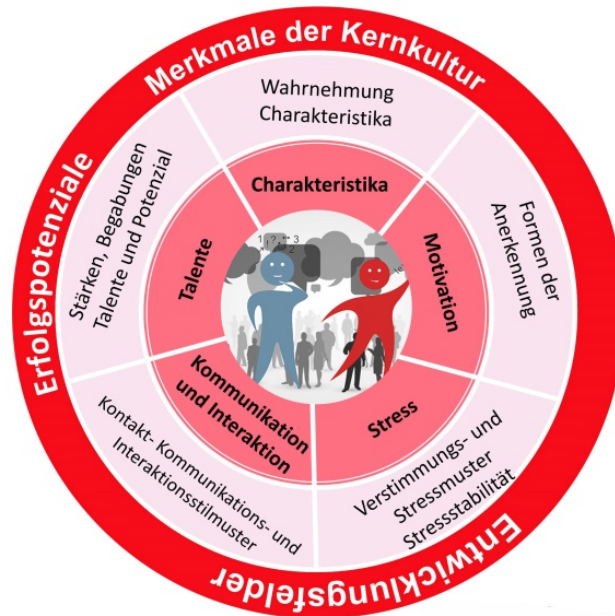 Merkmale der Kernkultur
Erfolgspotenziale
Entwicklungsfelder
Wahrnehmung
Charakteristika
Charakteristika
Formen der
Anerkennung
Motivation
Verstimmungs- und
Stressmuster
Stressstabilität
Stress
Kontakt- Kommunikations- und
Interaktionsstilmuster
Kommunikation
und Interaktion
Stärken, Begabungen
Talente und Potenzial
Talente